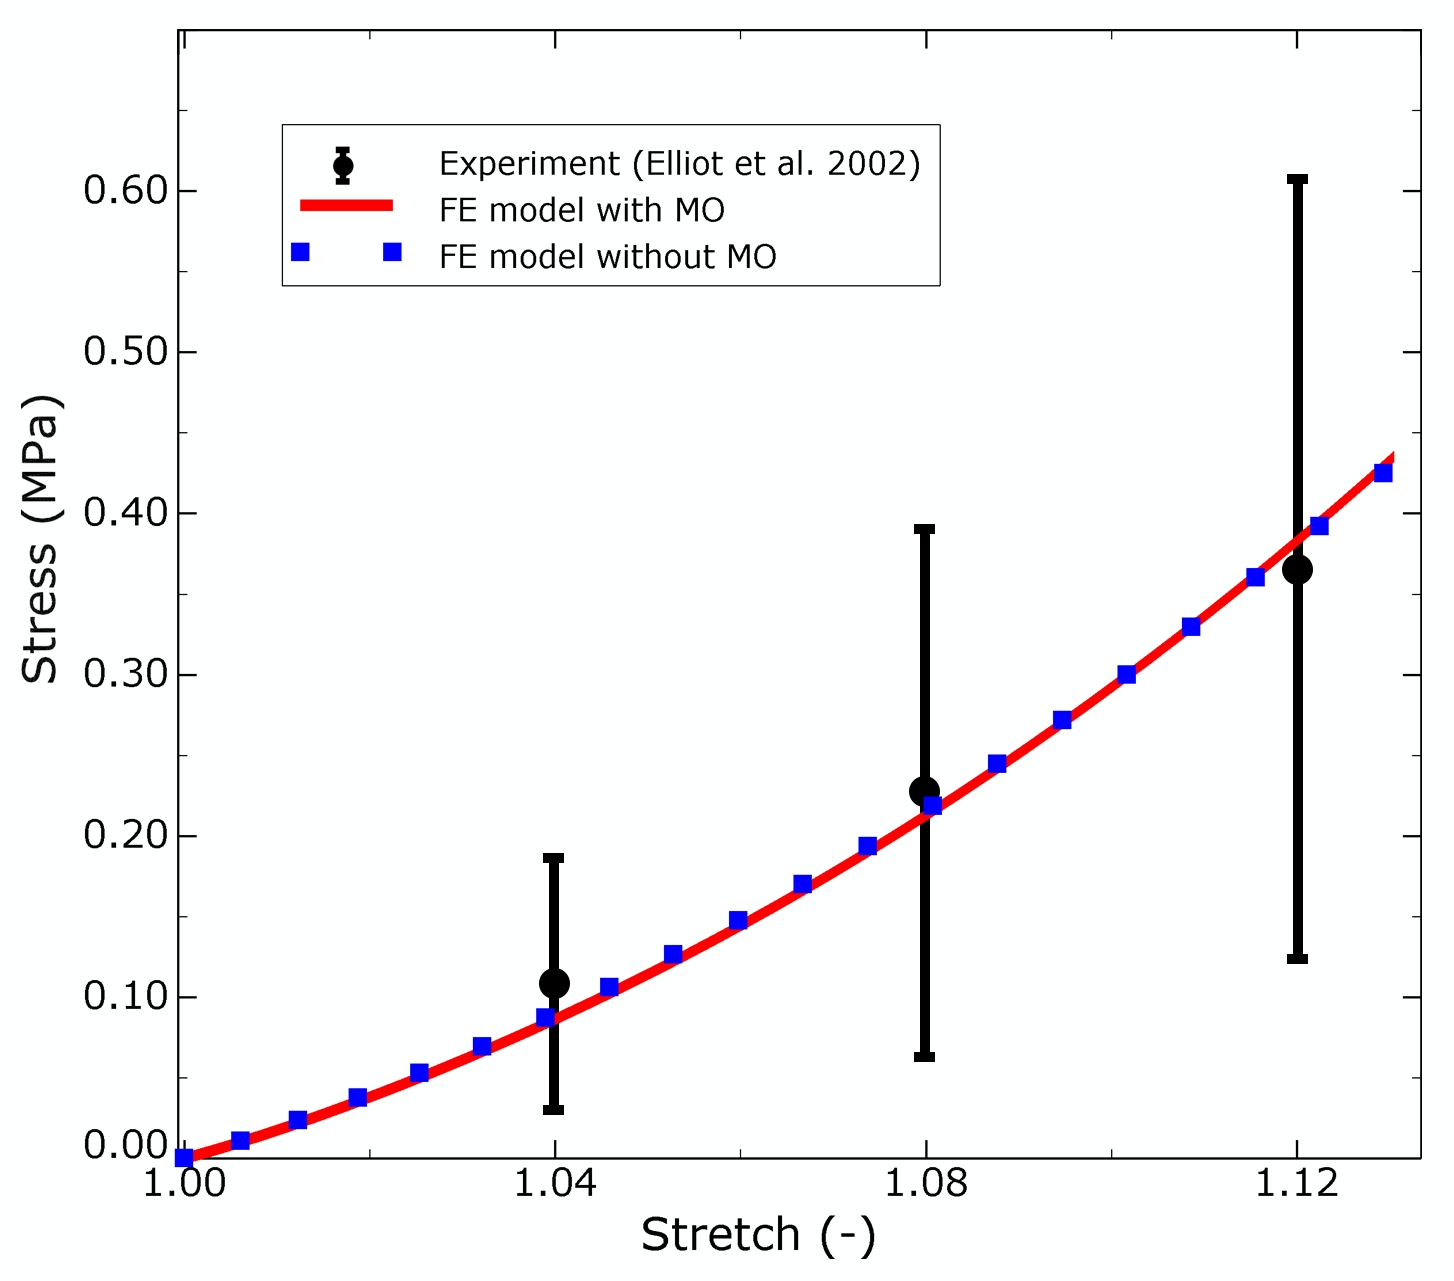 Experiment (Elliot et al. 2002)
FE model with MO
FE model without MO
0.60
0.50
0.40
0.30
0.20
0.10
0.00
Stress (MPa)
1.00 1.04 1.08 1.12
Stretch (-)